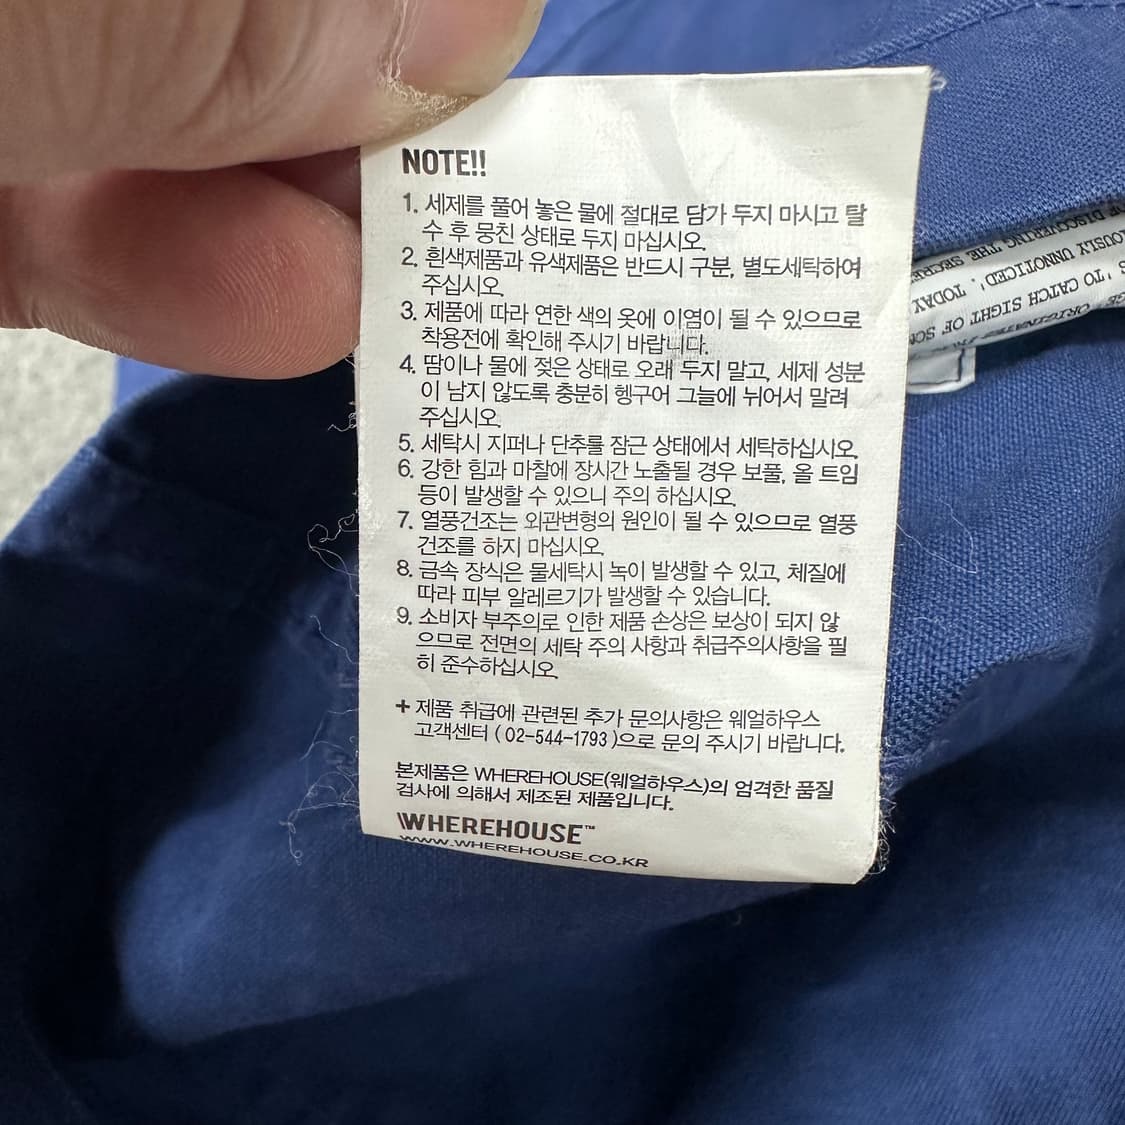 NOTE!!
1. 세제를 풀어 놓은 물에 절대로 담가 두지 마시고 탈
수 후 뭉친 상태로 두지 마십시오.
2. 흰색제품과 유색제품은 반드시 구분, 별도세탁하여
주십시오.
3. 제품에 따라 연한 색의 옷에 이염이 될 수 있으므로
착용전에 확인해 주시기 바랍니다.
4. 땀이나 물에 젖은 상태로 오래 두지 말고, 세제 성분
이 남지 않도록 충분히 헹구어 그늘에 뉘어서 말려
주십시오.
5. 세탁시 지퍼나 단추를 잠근 상태에서 세탁하십시오.
6. 강한 힘과 마찰에 장시간 노출될 경우 보풀, 올 트임
등이 발생할 수 있으니 주의 하십시오.
7. 열풍건조는 외관변형의 원인이 될 수 있으므로 열풍
건조를 하지 마십시오.
8. 금속 장식은 물세탁시 녹이 발생할 수 있고, 체질에
따라 피부 알레르기가 발생할 수 있습니다.
9. 소비자 부주의로 인한 제품 손상은 보상이 되지 않
으므로 전면의 세탁 주의 사항과 취급주의사항을 필
히 준수하십시오.
+ 제품 취급에 관련된 추가 문의사항은 웨얼하우스
고객센터 ( 02-544-1793 )으로 문의 주시기 바랍니다.
본제품은 WHEREHOUSE(웨얼하우스)의 엄격한 품질
검사에 의해서 제조된 제품입니다.
WHEREHOUSE™
WWW.WHEREHOUSE.CO.KR
'TO CATCH SIGHT OF
UNNOTICED'. TODAY
OF DISCOVERING THE